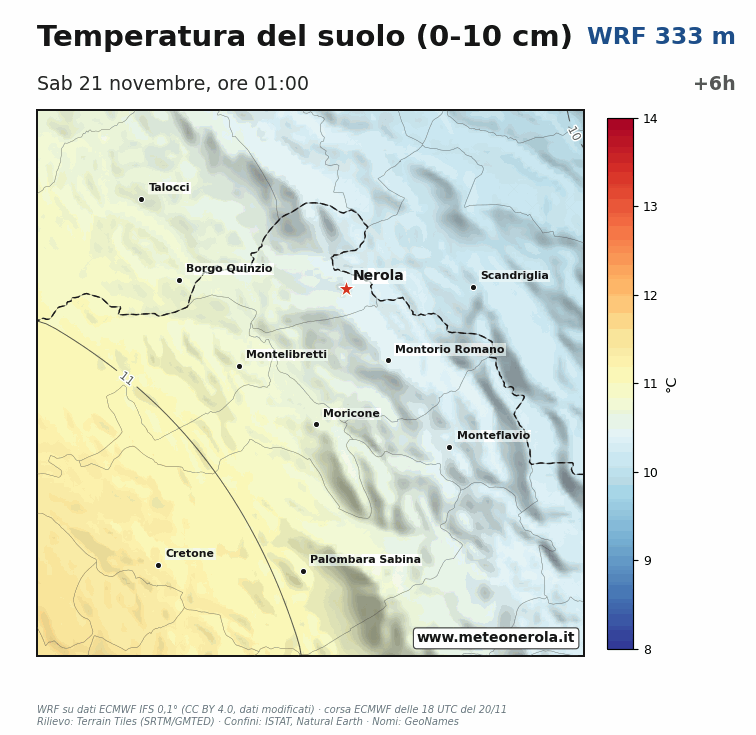 Temperatura del suolo (0-10 cm) WRF 333 m
Sab 21 novembre, ore 01:00 +6h
10
14
Talocci
13
Borgo Quinzio
Nerola
Scandriglia
12
Montelibretti
Montorio Romano
11
11
°C
Moricone
Monteflavio
10
Cretone
Palombara Sabina
9
www.meteonerola.it
8
WRF su dati ECMWF IFS 0,1° (CC BY 4.0, dati modificati) · corsa ECMWF delle 18 UTC del 20/11
Rilievo: Terrain Tiles (SRTM/GMTED) · Confini: ISTAT, Natural Earth · Nomi: GeoNames